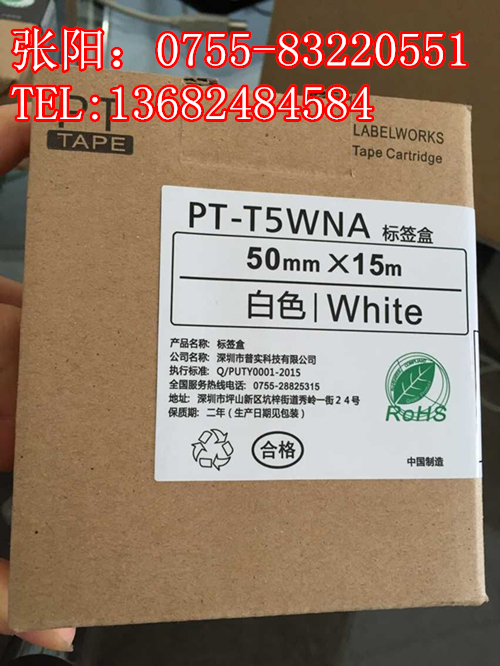 张阳：0755-83220551
TEL:13682484584
PT
TAPE
LABELWORKS
Tape Cartridge
PT-T5WNA 标签盒
50mm×15m
白色|White
产品名称: 标签盒
公司名称: 深圳市普实科技有限公司
执行标准: Q/PUTY0001-2015
全国服务热线电话: 0755-28825315
地址: 深圳市坪山新区坑梓街道秀岭一街24号
保质期: 二年（生产日期见包装）
RoHS
合格
中国制造